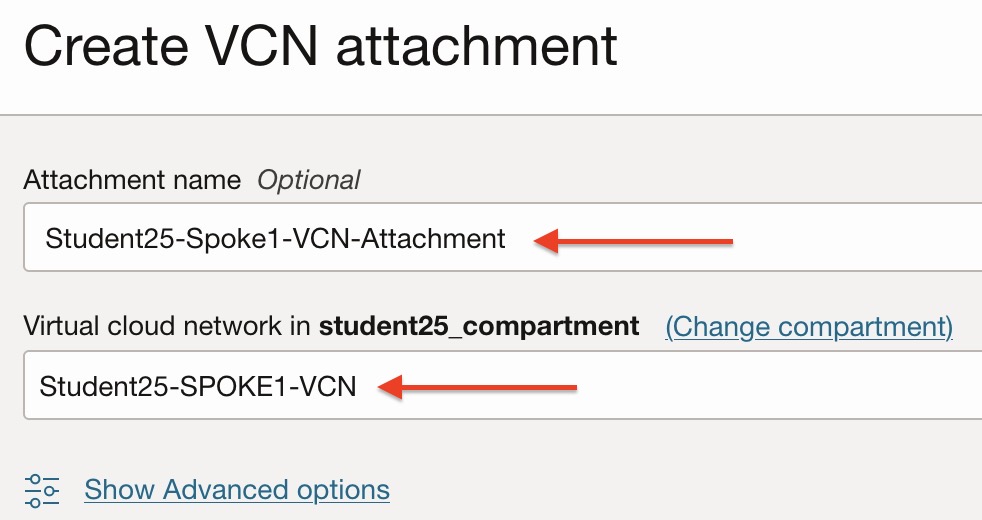 Create VCN attachment
Attachment name Optional
Student25-Spoke1-VCN-Attachment
Virtual cloud network in student25_compartment (Change compartment)
Student25-SPOKE1-VCN
Show Advanced options